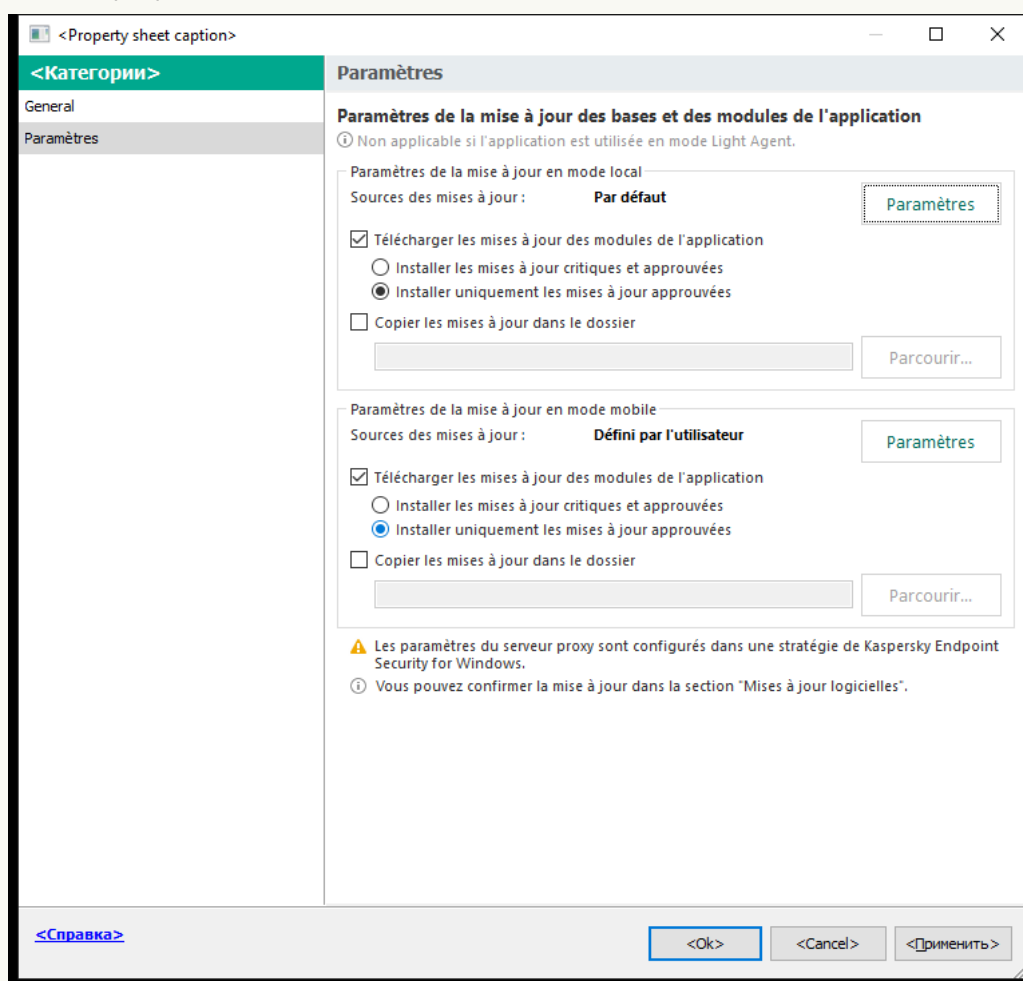 <Property sheet caption>
<Категории>
General
Paramètres
Paramètres
Paramètres de la mise à jour des bases et des modules de l'application
Non applicable si l'application est utilisée en mode Light Agent.
Paramètres de la mise à jour en mode local
Sources des mises à jour : Par défaut
Paramètres
Télécharger les mises à jour des modules de l'application
Installer les mises à jour critiques et approuvées
Installer uniquement les mises à jour approuvées
Copier les mises à jour dans le dossier
Parcourir...
Paramètres de la mise à jour en mode mobile
Sources des mises à jour : Défini par l'utilisateur
Paramètres
Télécharger les mises à jour des modules de l'application
Installer les mises à jour critiques et approuvées
Installer uniquement les mises à jour approuvées
Copier les mises à jour dans le dossier
Parcourir...
Les paramètres du serveur proxy sont configurés dans une stratégie de Kaspersky Endpoint
Security for Windows.
Vous pouvez confirmer la mise à jour dans la section "Mises à jour logicielles".
<Справка>
<Ok>
<Cancel>
<Применить>